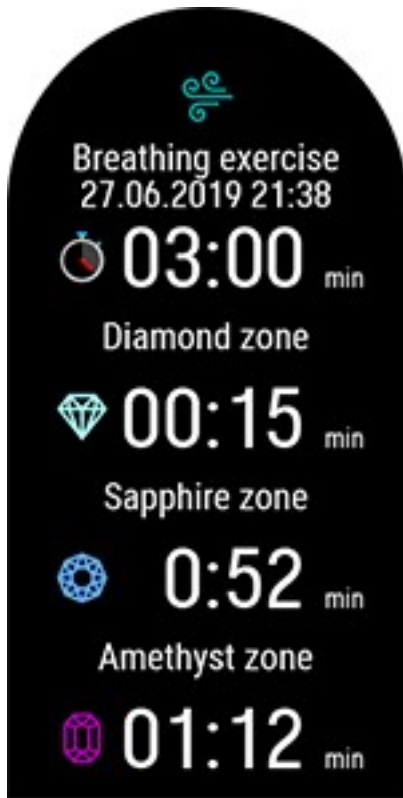 Breathing exercise
27.06.2019 21:38
03:00 min
Diamond zone
00:15 min
Sapphire zone
0:52 min
Amethyst zone
01:12 min